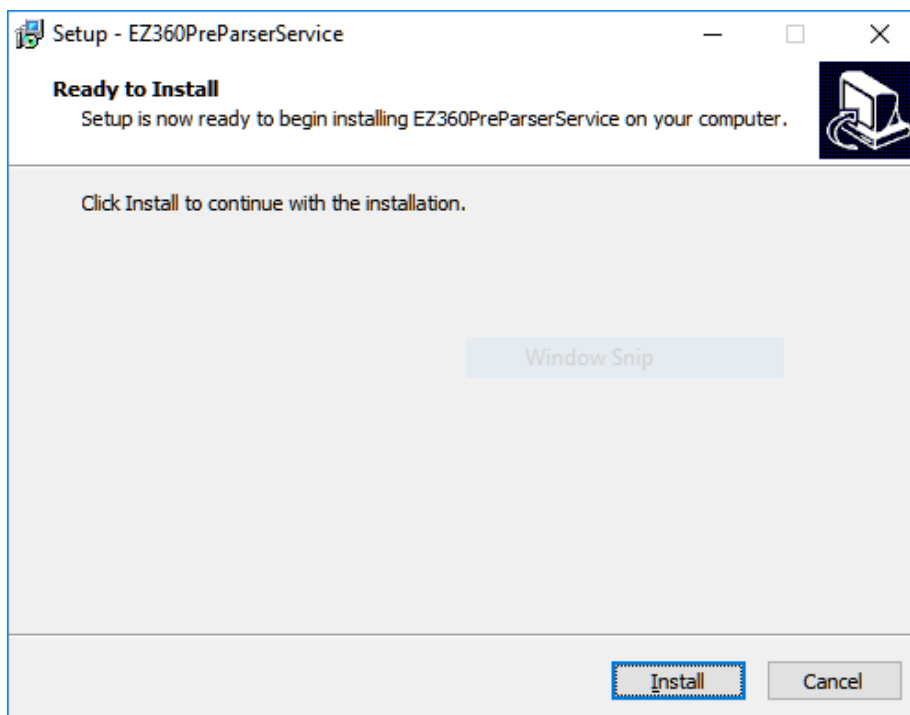 Setup - EZ360PreParserService
Ready to Install
Setup is now ready to begin installing EZ360PreParserService on your computer.
Click Install to continue with the installation.
Window Snip
Install
Cancel